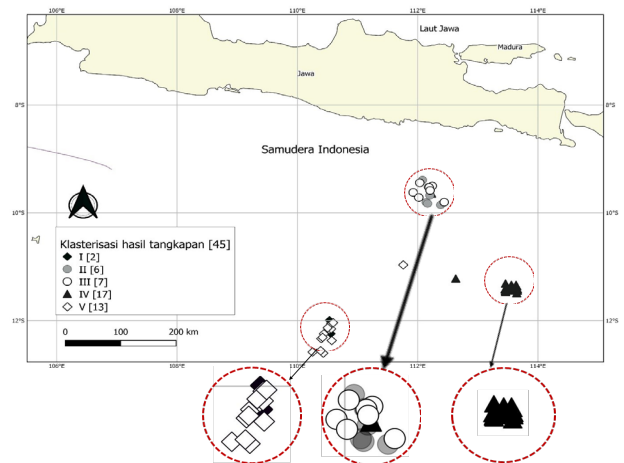 106°E 108°E 110°E 112°E 114°E
Laut Jawa
Madura
Jawa
8°S 8°S
Samudera Indonesia
10°S 10°S
Klasterisasi hasil tangkapan [45]
I [2]
II [6]
III [7]
IV [17]
V [13]
0 100 200 km
12°S 12°S
106°E 108°E 110°E 112°E 114°E